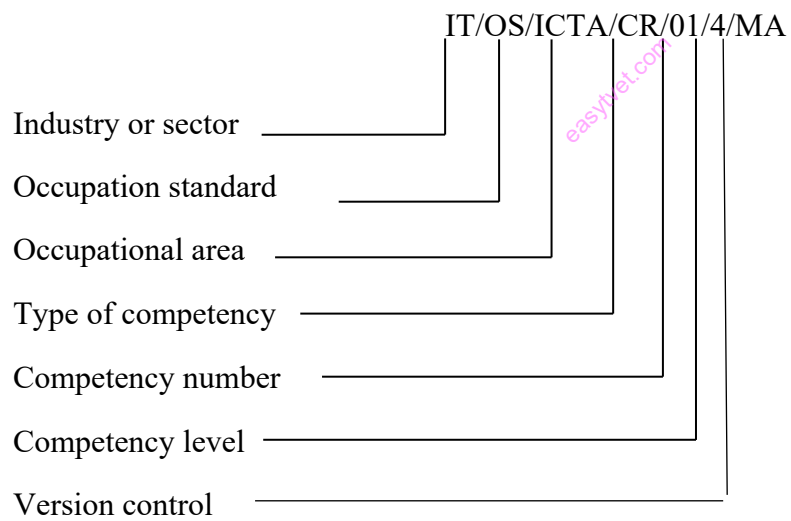 IT/OS/ICTA/CR/01/4/MA
easytvet.com
Industry or sector
Occupation standard
Occupational area
Type of competency
Competency number
Competency level
Version control